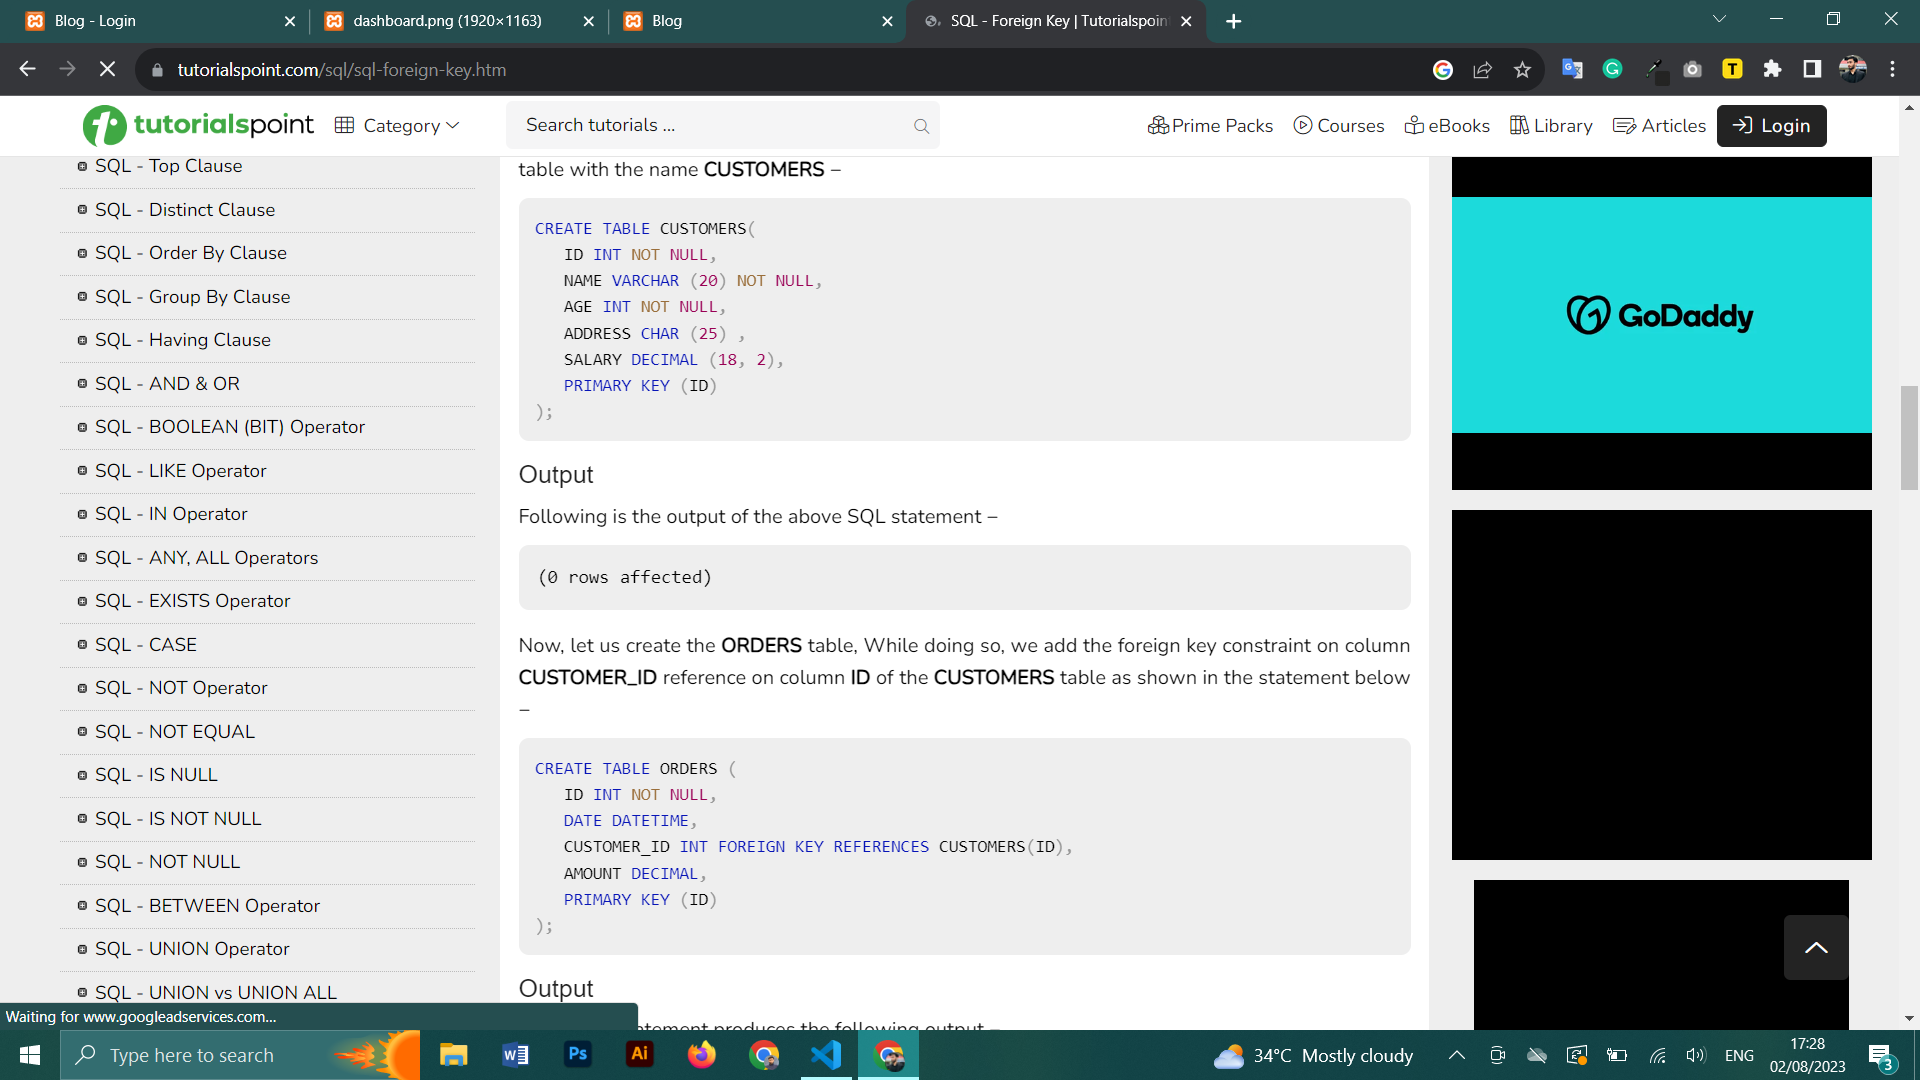 Blog - Login
dashboard.png (1920×1163)
Blog
SQL - Foreign Key | Tutorialspoin
tutorialspoint.com/sql/sql-foreign-key.htm
tutorialspoint
Category
Search tutorials ...
Prime Packs
Courses
eBooks
Library
Articles
Login
SQL - Top Clause
SQL - Distinct Clause
SQL - Order By Clause
SQL - Group By Clause
SQL - Having Clause
SQL - AND & OR
SQL - BOOLEAN (BIT) Operator
SQL - LIKE Operator
SQL - IN Operator
SQL - ANY, ALL Operators
SQL - EXISTS Operator
SQL - CASE
SQL - NOT Operator
SQL - NOT EQUAL
SQL - IS NULL
SQL - IS NOT NULL
SQL - NOT NULL
SQL - BETWEEN Operator
SQL - UNION Operator
SQL - UNION vs UNION ALL
table with the name CUSTOMERS −
CREATE TABLE CUSTOMERS(
ID INT NOT NULL,
NAME VARCHAR (20) NOT NULL,
AGE INT NOT NULL,
ADDRESS CHAR (25) ,
SALARY DECIMAL (18, 2),
PRIMARY KEY (ID)
);
Output
Following is the output of the above SQL statement −
(0 rows affected)
Now, let us create the ORDERS table, While doing so, we add the foreign key constraint on column
CUSTOMER_ID reference on column ID of the CUSTOMERS table as shown in the statement below
−
CREATE TABLE ORDERS (
ID INT NOT NULL,
DATE DATETIME,
CUSTOMER_ID INT FOREIGN KEY REFERENCES CUSTOMERS(ID),
AMOUNT DECIMAL,
PRIMARY KEY (ID)
);
Output
atement produces the following output −
GoDaddy
Waiting for www.googleadservices.com...
Type here to search
34°C Mostly cloudy
ENG
17:28
02/08/2023
3